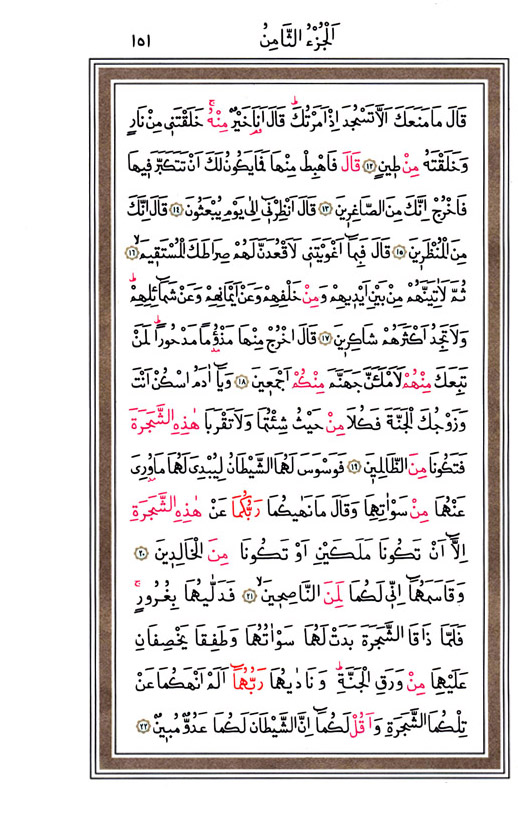 اَلْجُزْءُ الثَّامِنُ ١٥١
قَالَ مَا مَنَعَكَ اَلَّا تَسْجُدَ اِذْ اَمَرْتُكَ قَالَ اَنَا خَيْرٌ مِنْهُ خَلَقْتَنٖى مِنْ نَارٍ
وَخَلَقْتَهُ مِنْ طٖينٍ ١٢ قَالَ فَاهْبِطْ مِنْهَا فَمَا يَكُونُ لَكَ اَنْ تَتَكَبَّرَ فٖيهَا
فَاخْرُجْ اِنَّكَ مِنَ الصَّاغِرٖينَ ١٣ قَالَ اَنْظِرْنٖى اِلٰى يَوْمِ يُبْعَثُونَ ١٤ قَالَ اِنَّكَ
مِنَ الْمُنْظَرٖينَ ١٥ قَالَ فَبِمَا اَغْوَيْتَنٖى لَاَقْعُدَنَّ لَهُمْ صِرَاطَكَ الْمُسْتَقٖيمَ ١٦
ثُمَّ لَاٰتِيَنَّهُمْ مِنْ بَيْنِ اَيْدٖيهِمْ وَمِنْ خَلْفِهِمْ وَعَنْ اَيْمَانِهِمْ وَعَنْ شَمَائِلِهِمْ
وَلَا تَجِدُ اَكْثَرَهُمْ شَاكِرٖينَ ١٧ قَالَ اخْرُجْ مِنْهَا مَذْؤُمًا مَدْحُورًا لَمَنْ
تَبِعَكَ مِنْهُمْ لَاَمْلَئَنَّ جَهَنَّمَ مِنْكُمْ اَجْمَعٖينَ ١٨ وَيَا اٰدَمُ اسْكُنْ اَنْتَ
وَزَوْجُكَ الْجَنَّةَ فَكُلَا مِنْ حَيْثُ شِئْتُمَا وَلَا تَقْرَبَا هٰذِهِ الشَّجَرَةَ
فَتَكُونَا مِنَ الظَّالِمٖينَ ١٩ فَوَسْوَسَ لَهُمَا الشَّيْطَانُ لِيُبْدِىَ لَهُمَا مَا وُرِىَ
عَنْهُمَا مِنْ سَوْاٰتِهِمَا وَقَالَ مَا نَهٰيكُمَا رَبُّكُمَا عَنْ هٰذِهِ الشَّجَرَةِ
اِلَّا اَنْ تَكُونَا مَلَكَيْنِ اَوْ تَكُونَا مِنَ الْخَالِدٖينَ ٢٠
وَقَاسَمَهُمَا اِنّٖى لَكُمَا لَمِنَ النَّاصِحٖينَ ٢١ فَدَلّٰيهُمَا بِغُرُورٍ
فَلَمَّا ذَاقَا الشَّجَرَةَ بَدَتْ لَهُمَا سَوْاٰتُهُمَا وَطَفِقَا يَخْصِفَانِ
عَلَيْهِمَا مِنْ وَرَقِ الْجَنَّةِ وَنَادٰيهُمَا رَبُّهُمَا اَلَمْ اَنْهَكُمَا عَنْ
تِلْكُمَا الشَّجَرَةِ وَاَقُلْ لَكُمَا اِنَّ الشَّيْطَانَ لَكُمَا عَدُوٌّ مُبٖينٌ ٢٢